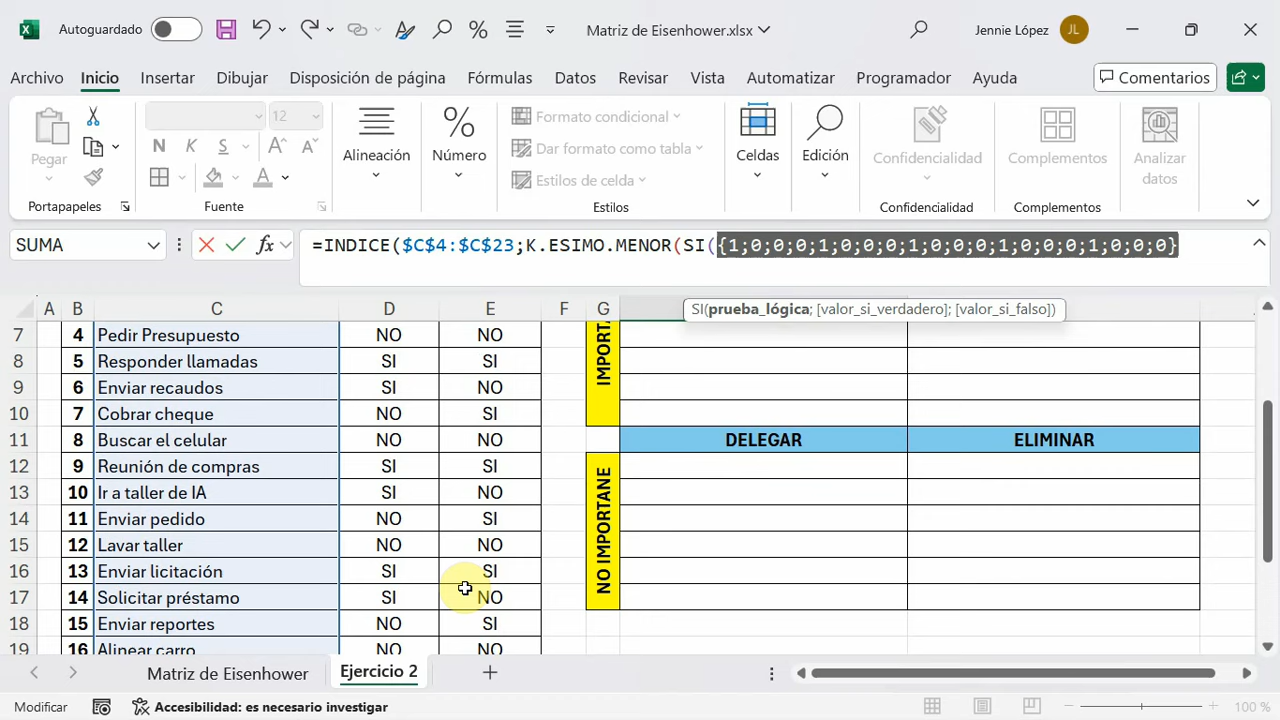 Autoguardado
Matriz de Eisenhower.xlsx
Jennie López
JL
Archivo Inicio Insertar Dibujar Disposición de página Fórmulas Datos Revisar Vista Automatizar Programador Ayuda
Comentarios
Pegar
Portapapeles
12
N K S A A
A
Fuente
Alineación
%
Número
Formato condicional
Dar formato como tabla
Estilos de celda
Estilos
Celdas
Edición
Confidencialidad
Confidencialidad
Complementos
Complementos
Analizar
datos
SUMA
fx
=INDICE($C$4:$C$23;K.ESIMO.MENOR(SI({1;0;0;0;1;0;0;0;1;0;0;0;1;0;0;0;1;0;0;0}
SI(prueba_lógica; [valor_si_verdadero]; [valor_si_falso])
A B C D E F G
7 4 Pedir Presupuesto NO NO
8 5 Responder llamadas SI SI
9 6 Enviar recaudos SI NO
10 7 Cobrar cheque NO SI
11 8 Buscar el celular NO NO
12 9 Reunión de compras SI SI
13 10 Ir a taller de IA SI NO
14 11 Enviar pedido NO SI
15 12 Lavar taller NO NO
16 13 Enviar licitación SI SI
17 14 Solicitar préstamo SI NO
18 15 Enviar reportes NO SI
19 16 Alinear carro NO NO
IMPORTA
DELEGAR ELIMINAR
NO IMPORTANE
Matriz de Eisenhower Ejercicio 2
Modificar
Accesibilidad: es necesario investigar
100 %